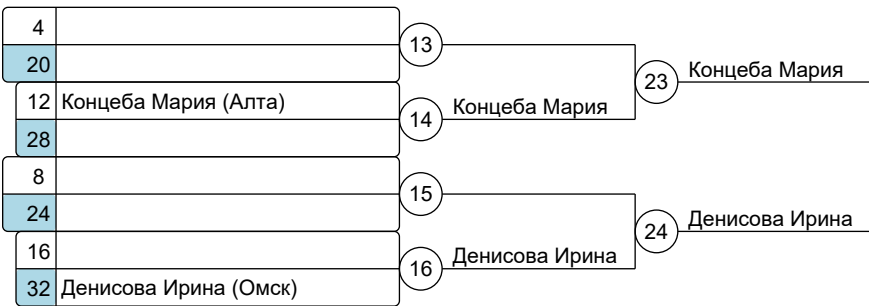 4
13
20
Концеба Мария
23
12 Концеба Мария (Алта)
Концеба Мария
14
28
8
15
24
Денисова Ирина
24
16
Денисова Ирина
16
32 Денисова Ирина (Омск)